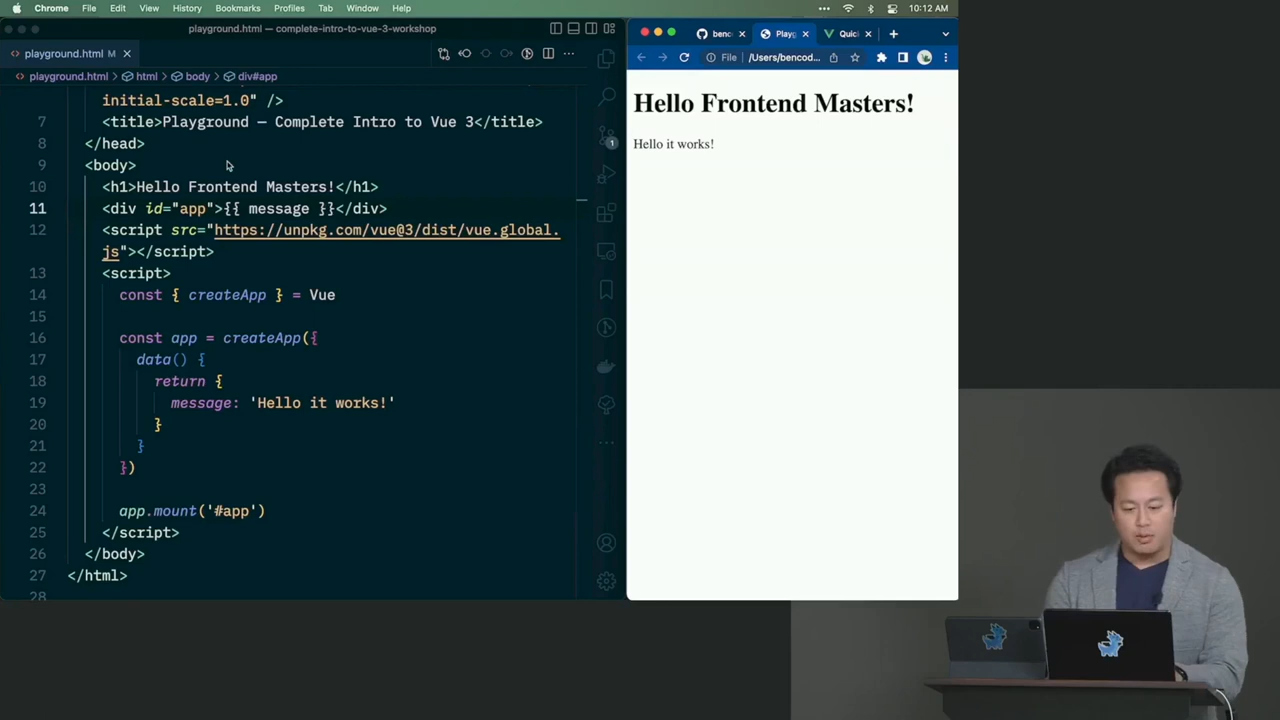 Chrome File Edit View History Bookmarks Profiles Tab Window Help
10:12 AM
playground.html — complete-intro-to-vue-3-workshop
playground.html M
playground.html > html > body > div#app
initial-scale=1.0" />
7 <title>Playground — Complete Intro to Vue 3</title>
8 </head>
9 <body>
10 <h1>Hello Frontend Masters!</h1>
11 <div id="app">{{ message }}</div>
12 <script src="https://unpkg.com/vue@3/dist/vue.global.
js"></script>
13 <script>
14 const { createApp } = Vue
15
16 const app = createApp({
17 data() {
18 return {
19 message: 'Hello it works!'
20 }
21 }
22 })
23
24 app.mount('#app')
25 </script>
26 </body>
27 </html>
28
1
benc
Playg
Quic
File /Users/bencod...
Hello Frontend Masters!
Hello it works!